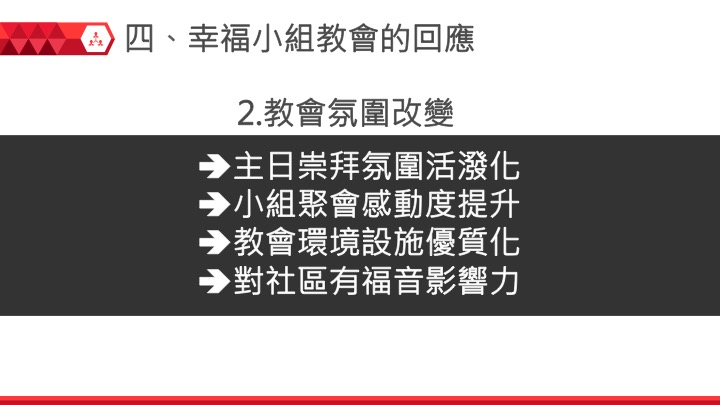 四、幸福小組教會的回應
2.教會氛圍改變
➔主日崇拜氛圍活潑化
➔小組聚會感動度提升
➔教會環境設施優質化
➔對社區有福音影響力